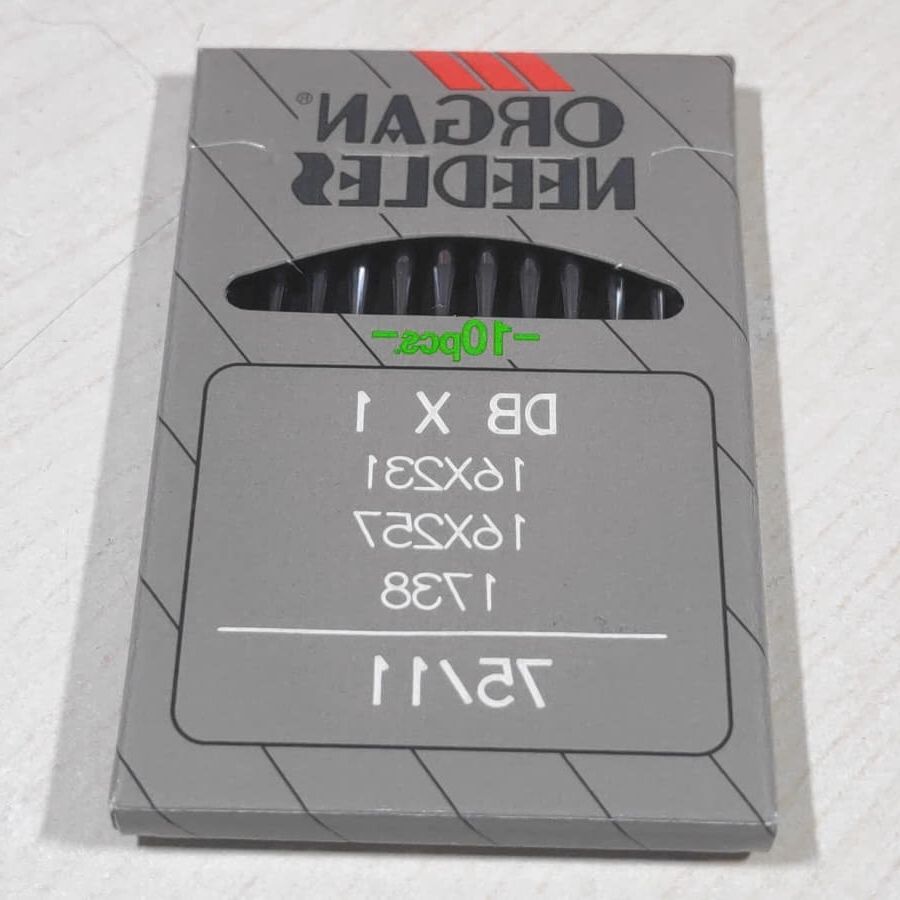 ORGAN®
NEEDLES
-10pcs.-
DB X 1
16X231
16X257
1738
75/11